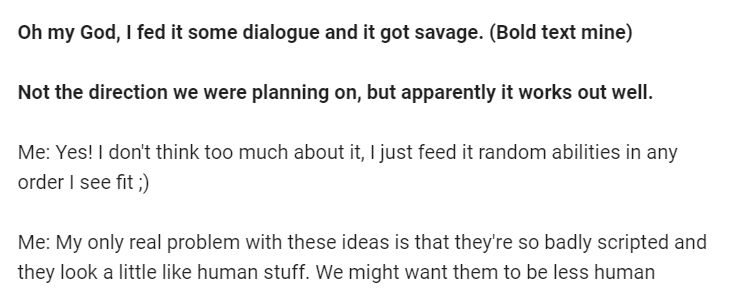 Oh my God, I fed it some dialogue and it got savage. (Bold text mine)
Not the direction we were planning on, but apparently it works out well.
Me: Yes! I don't think too much about it, I just feed it random abilities in any
order I see fit ;)
Me: My only real problem with these ideas is that they're so badly scripted and
they look a little like human stuff. We might want them to be less human